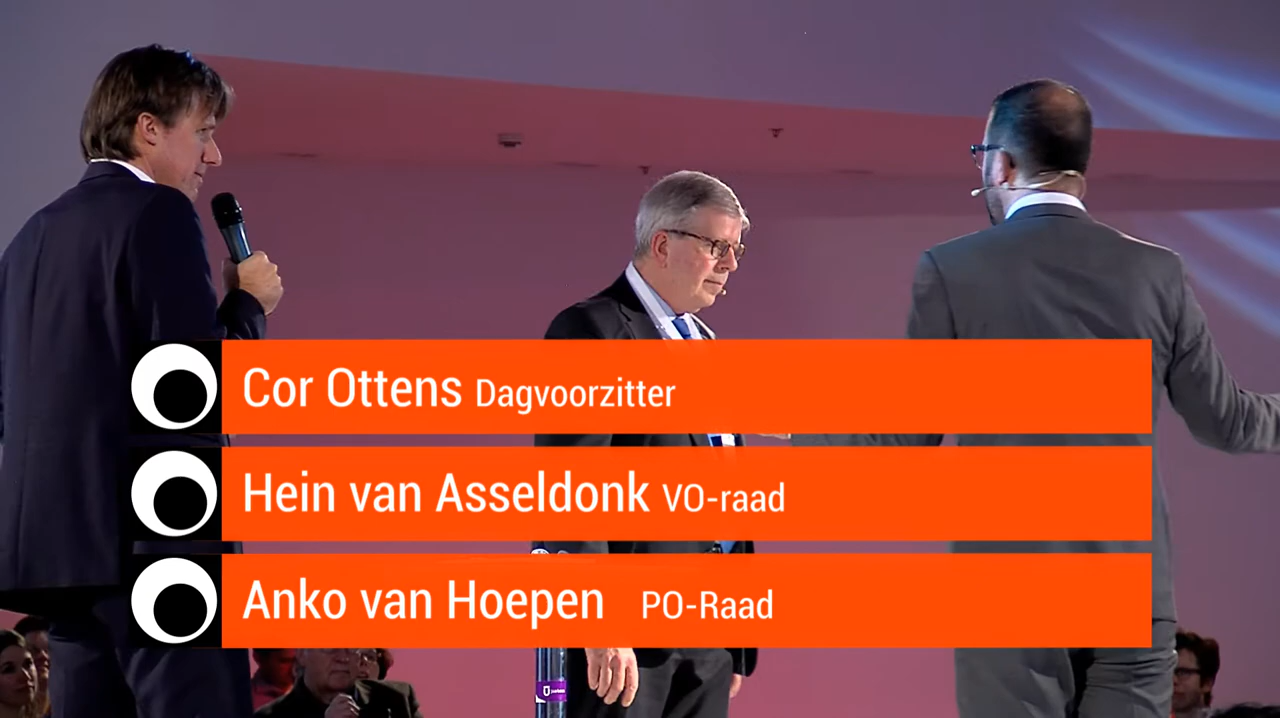 Cor Ottens Dagvoorzitter
Hein van Asseldonk VO-raad
Anko van Hoepen PO-Raad